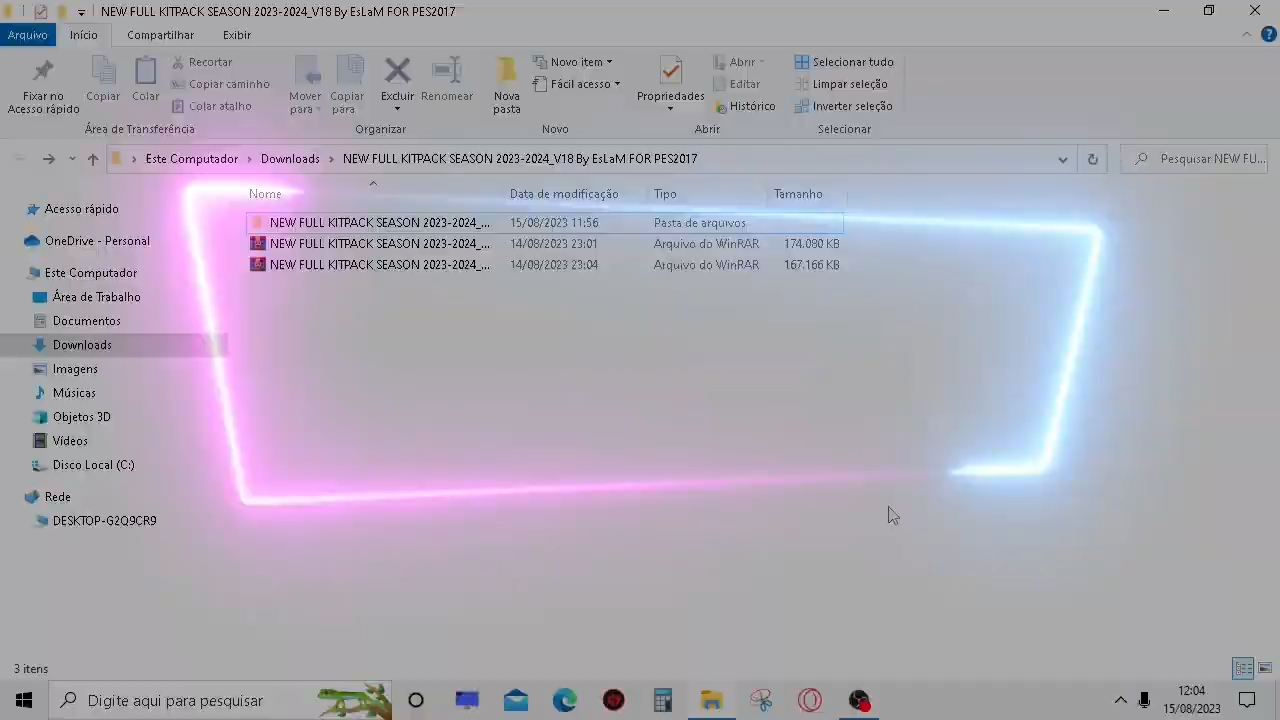 NEW FULL KITPACK SEASON 2023-2024_V18 By EsLaM FOR PES2017
Arquivo Início Compartilhar Exibir
Fixar no Acesso rápido
Copiar
Colar
Recortar
Copiar caminho
Colar atalho
Mover para
Copiar para
Excluir
Renomear
Nova pasta
Novo item
Fácil acesso
Propriedades
Abrir
Editar
Histórico
Selecionar tudo
Limpar seleção
Inverter seleção
Área de Transferência Organizar Novo Abrir Selecionar
Este Computador Downloads NEW FULL KITPACK SEASON 2023-2024_V18 By EsLaM FOR PES2017 Pesquisar NEW FU...
Nome Data de modificação Tipo Tamanho
NEW FULL KITPACK SEASON 2023-2024_... 15/08/2023 11:56 Pasta de arquivos
NEW FULL KITPACK SEASON 2023-2024_... 14/08/2023 23:01 Arquivo do WinRAR 174.080 KB
NEW FULL KITPACK SEASON 2023-2024_... 14/08/2023 23:04 Arquivo do WinRAR 167.166 KB
Acesso rápido
OneDrive - Personal
Este Computador
Área de Trabalho
Documentos
Downloads
Imagens
Músicas
Objetos 3D
Vídeos
Disco Local (C:)
Rede
DESKTOP-G2Q9CR9
3 itens
Digite aqui para pesquisar
12:04
15/08/2023